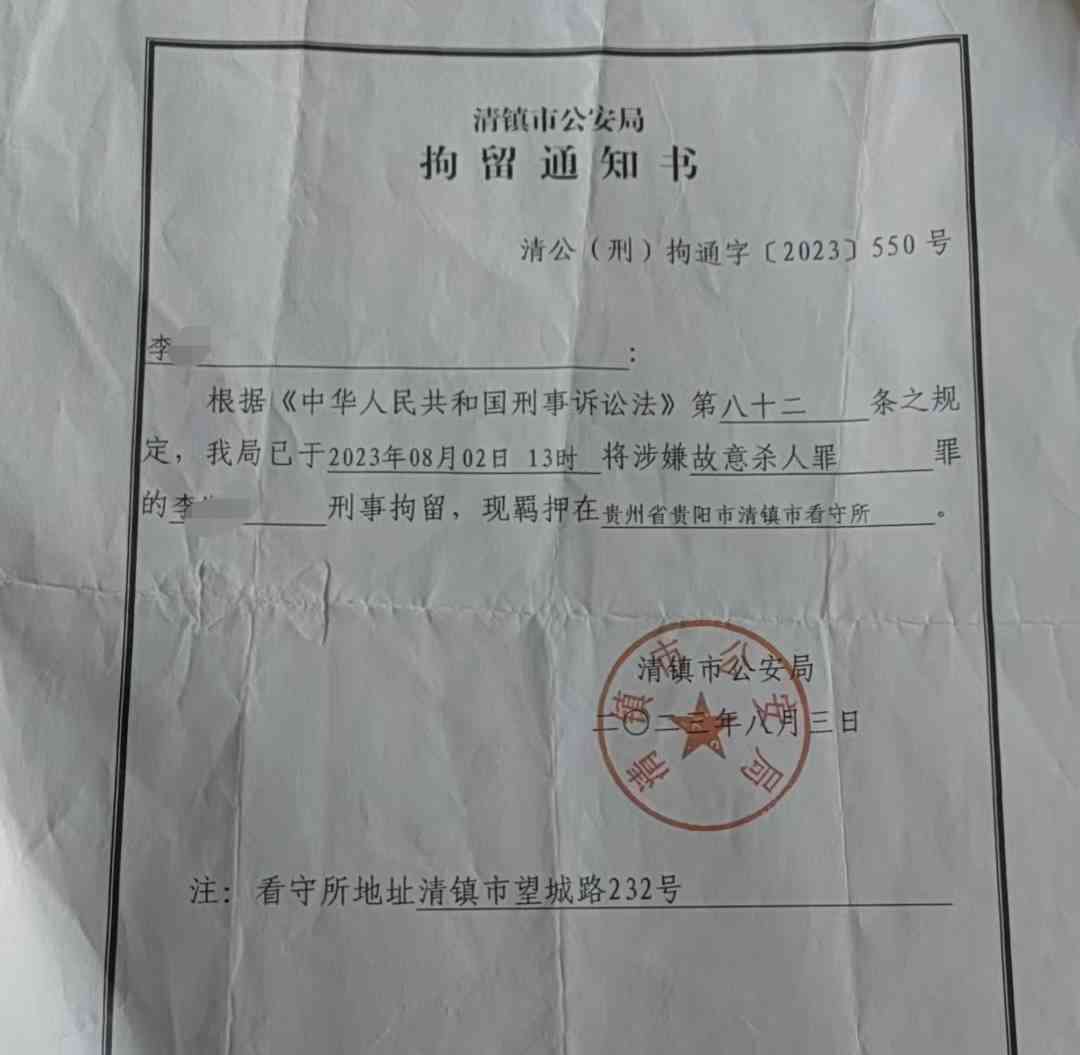 清镇市公安局
拘留通知书
清公（刑）拘通字〔2023〕550号
李：
根据《中华人民共和国刑事诉讼法》第八十二条之规
定，我局已于2023年08月02日 13时将涉嫌故意杀人罪罪
的李刑事拘留，现羁押在贵州省贵阳市清镇市看守所。
清镇市公安局
清镇市公安局
二〇二三年八月三日
注：看守所地址清镇市望城路232号